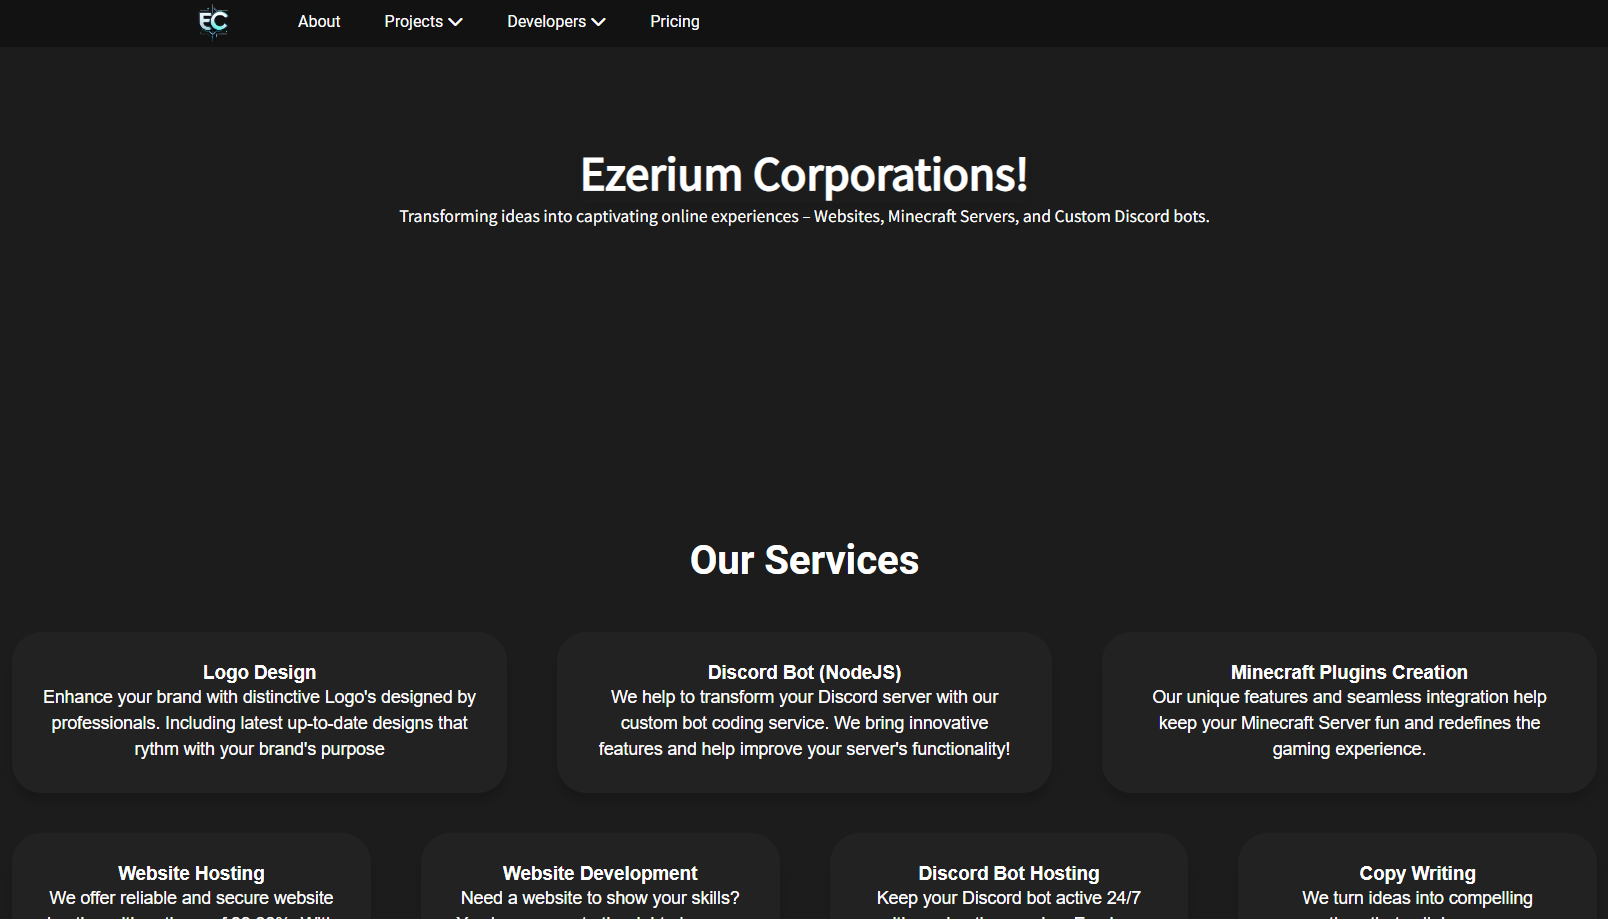 EC
About Projects Developers Pricing
Ezerium Corporations!
Transforming ideas into captivating online experiences – Websites, Minecraft Servers, and Custom Discord bots.
Our Services
Logo Design
Enhance your brand with distinctive Logo's designed by
professionals. Including latest up-to-date designs that
rythm with your brand's purpose
Discord Bot (NodeJS)
We help to transform your Discord server with our
custom bot coding service. We bring innovative
features and help improve your server's functionality!
Minecraft Plugins Creation
Our unique features and seamless integration help
keep your Minecraft Server fun and redefines the
gaming experience.
Website Hosting
We offer reliable and secure website
Website Development
Need a website to show your skills?
Discord Bot Hosting
Keep your Discord bot active 24/7
Copy Writing
We turn ideas into compelling